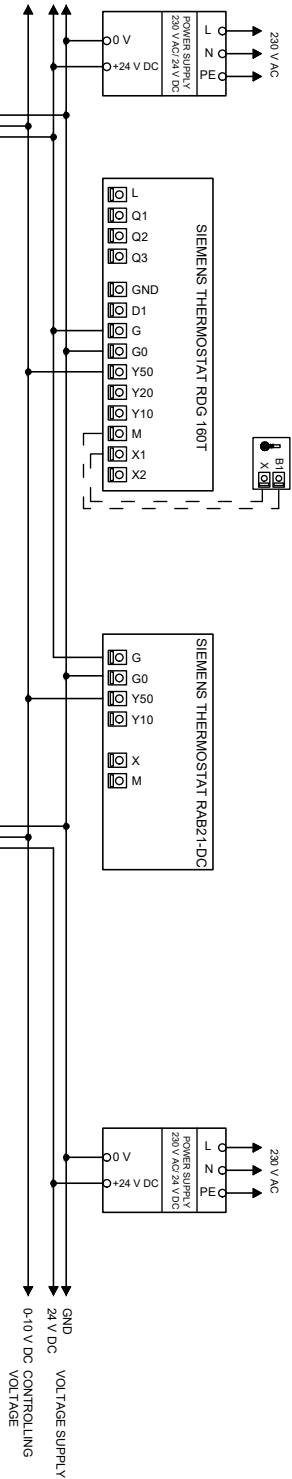 230 V AC
L
N
PE
POWER SUPPLY
230 V AC/ 24 V DC
0 V
+24 V DC
SIEMENS THERMOSTAT RDG 160T
L
Q1
Q2
Q3
GND
D1
G
G0
Y50
Y20
Y10
M
X1
X2
B1
X
SIEMENS THERMOSTAT RAB21-DC
G
G0
Y50
Y10
X
M
230 V AC
L
N
PE
POWER SUPPLY
230 V AC/ 24 V DC
0 V
+24 V DC
GND
24 V DC
VOLTAGE SUPPLY
0-10 V DC CONTROLLING
VOLTAGE